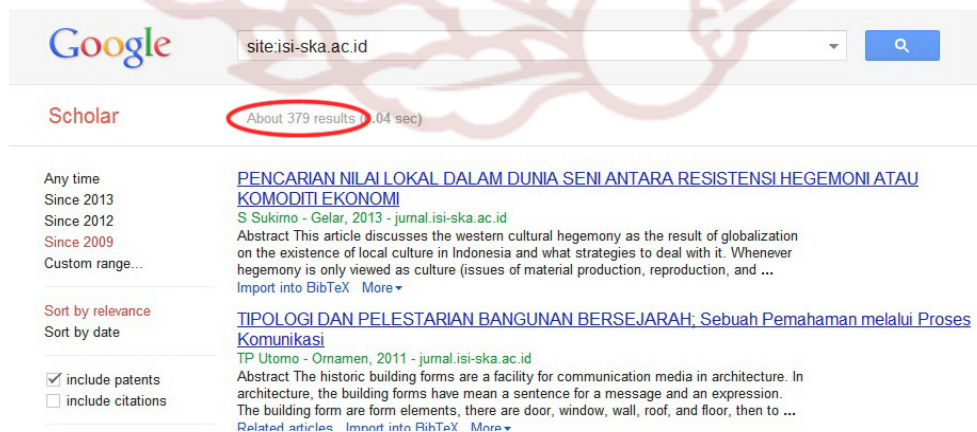 Google
site:isi-ska.ac.id
Scholar
About 379 results (.04 sec)
Any time
Since 2013
Since 2012
Since 2009
Custom range...
Sort by relevance
Sort by date
include patents
include citations
PENCARIAN NILAI LOKAL DALAM DUNIA SENI ANTARA RESISTENSI HEGEMONI ATAU
KOMODITI EKONOMI
S Sukirno - Gelar, 2013 - jurnal.isi-ska.ac.id
Abstract This article discusses the western cultural hegemony as the result of globalization
on the existence of local culture in Indonesia and what strategies to deal with it. Whenever
hegemony is only viewed as culture (issues of material production, reproduction, and ...
Import into BibTeX More
TIPOLOGI DAN PELESTARIAN BANGUNAN BERSEJARAH; Sebuah Pemahaman melalui Proses
Komunikasi
TP Utomo - Ornamen, 2011 - jurnal.isi-ska.ac.id
Abstract The historic building forms are a facility for communication media in architecture. In
architecture, the building forms have mean a sentence for a message and an expression.
The building form are form elements, there are door, window, wall, roof, and floor, then to ...
Related articles Import into BibTeX More